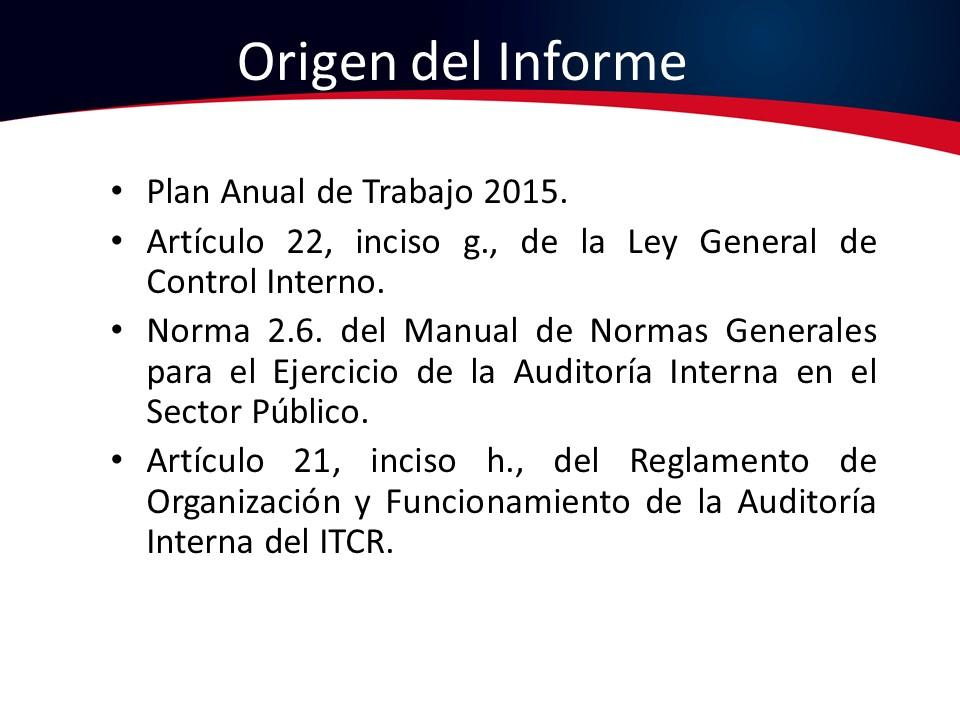 Origen del Informe
• Plan Anual de Trabajo 2015.
• Artículo 22, inciso g., de la Ley General de
Control Interno.
• Norma 2.6. del Manual de Normas Generales
para el Ejercicio de la Auditoría Interna en el
Sector Público.
• Artículo 21, inciso h., del Reglamento de
Organización y Funcionamiento de la Auditoría
Interna del ITCR.